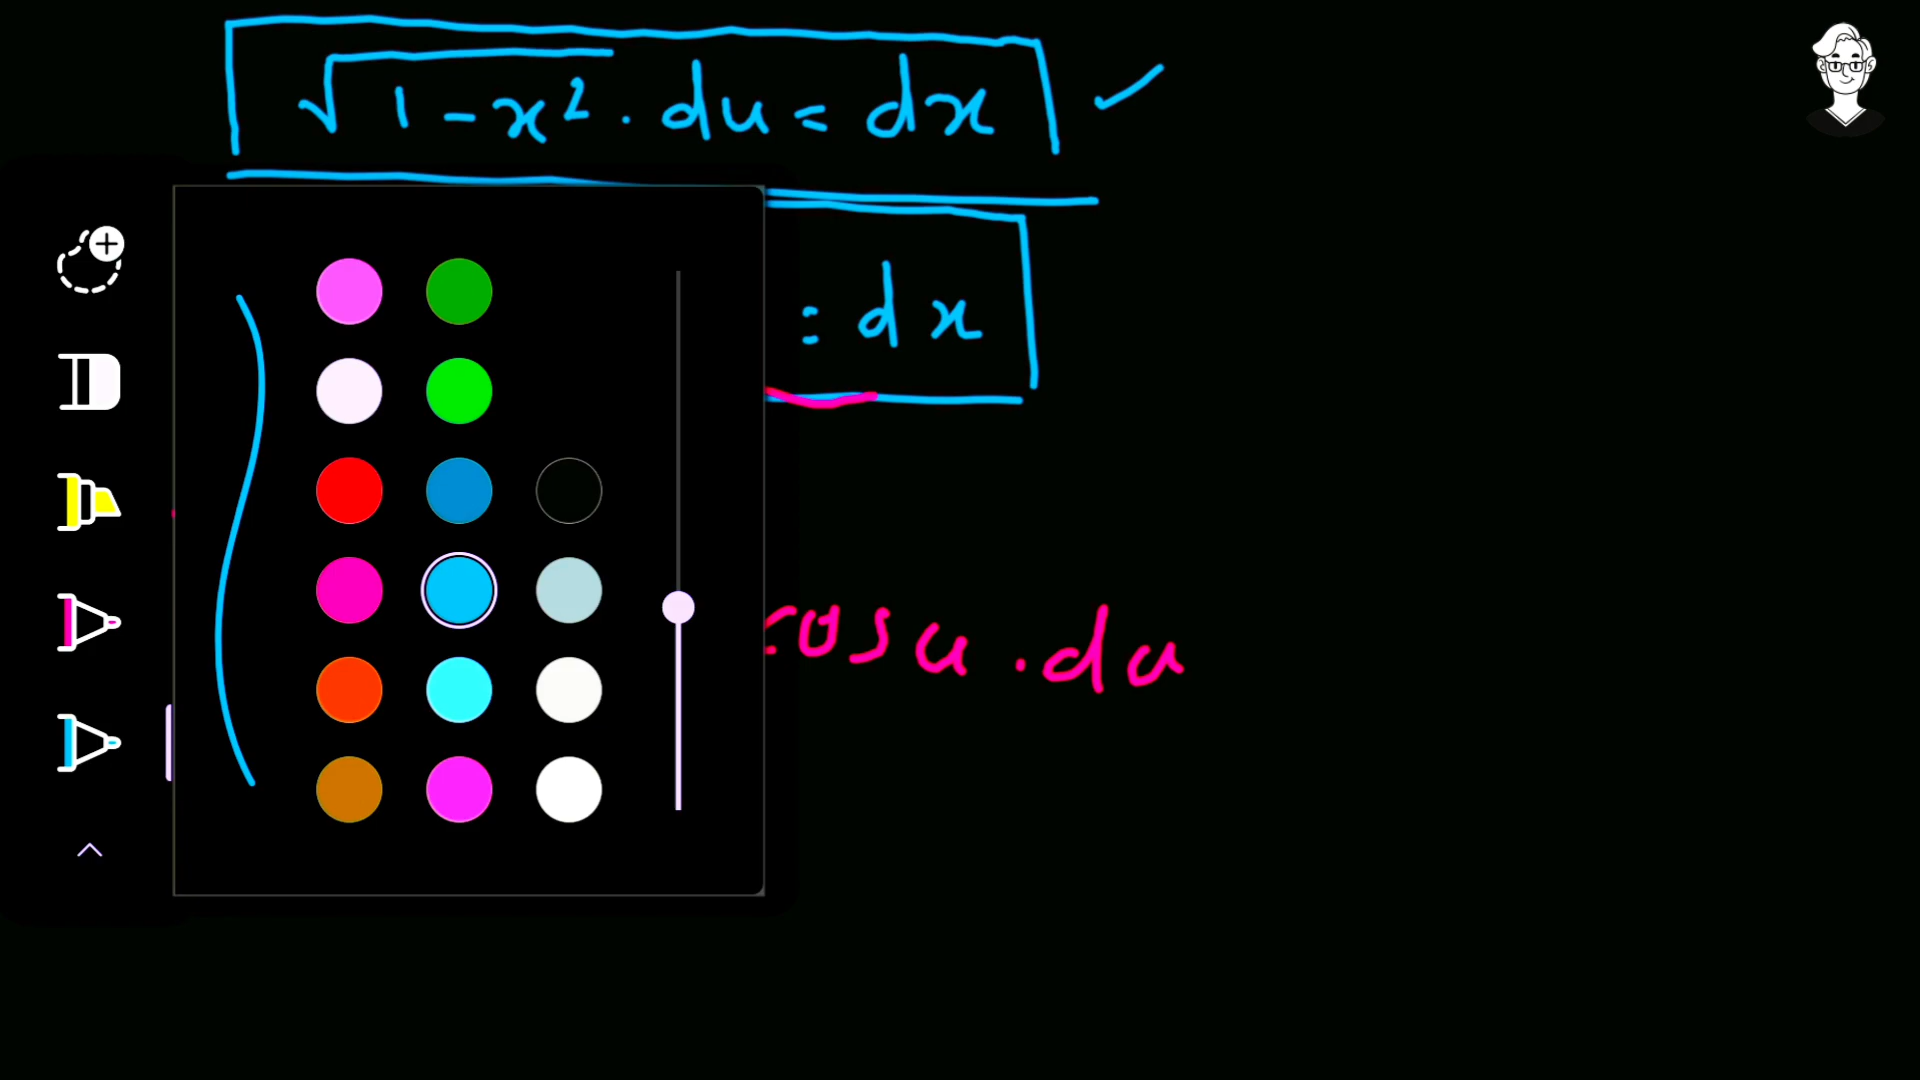 √1-x² . du = dx
= dx
cos u . du